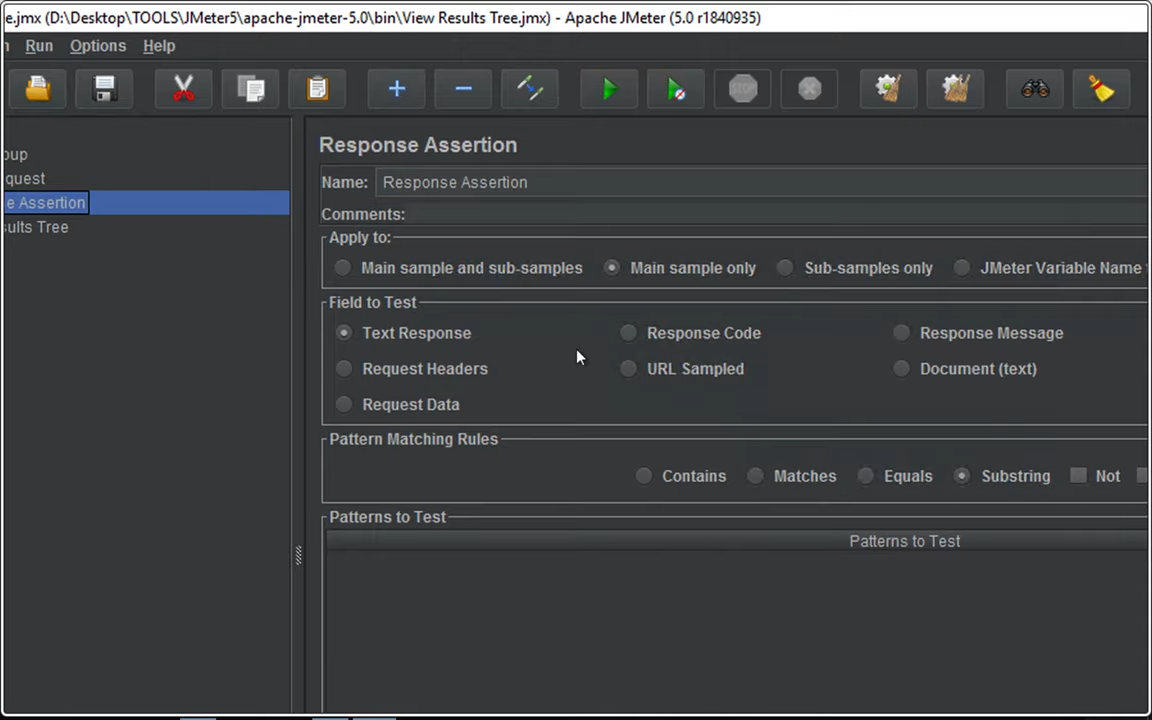 e.jmx (D:\Desktop\TOOLS\JMeter5\apache-jmeter-5.0\bin\View Results Tree.jmx) - Apache JMeter (5.0 r1840935)
Run Options Help
STOP
oup
quest
e Assertion
sults Tree
Response Assertion
Name: Response Assertion
Comments:
Apply to:
Main sample and sub-samples Main sample only Sub-samples only JMeter Variable Name
Field to Test
Text Response Response Code Response Message
Request Headers URL Sampled Document (text)
Request Data
Pattern Matching Rules
Contains Matches Equals Substring Not
Patterns to Test
Patterns to Test